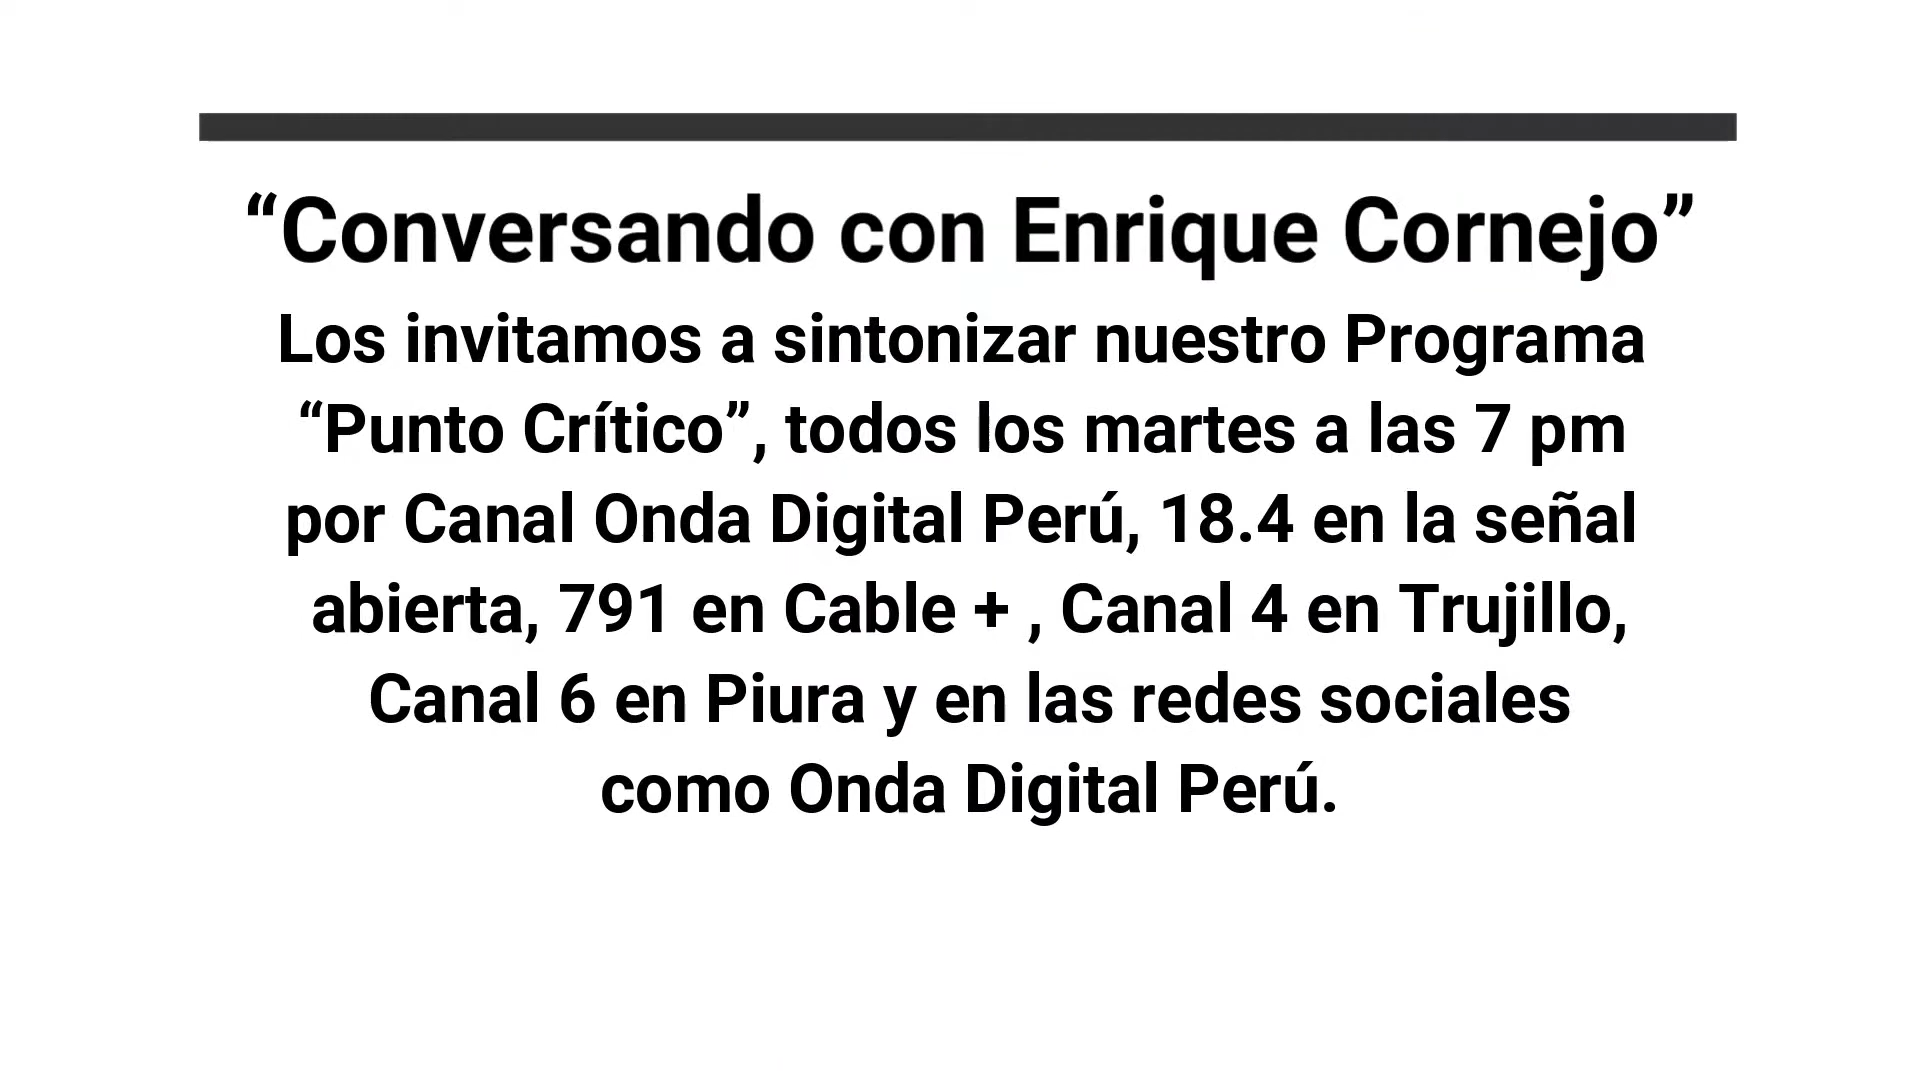 “Conversando con Enrique Cornejo”
Los invitamos a sintonizar nuestro Programa
“Punto Crítico”, todos los martes a las 7 pm
por Canal Onda Digital Perú, 18.4 en la señal
abierta, 791 en Cable + , Canal 4 en Trujillo,
Canal 6 en Piura y en las redes sociales
como Onda Digital Perú.